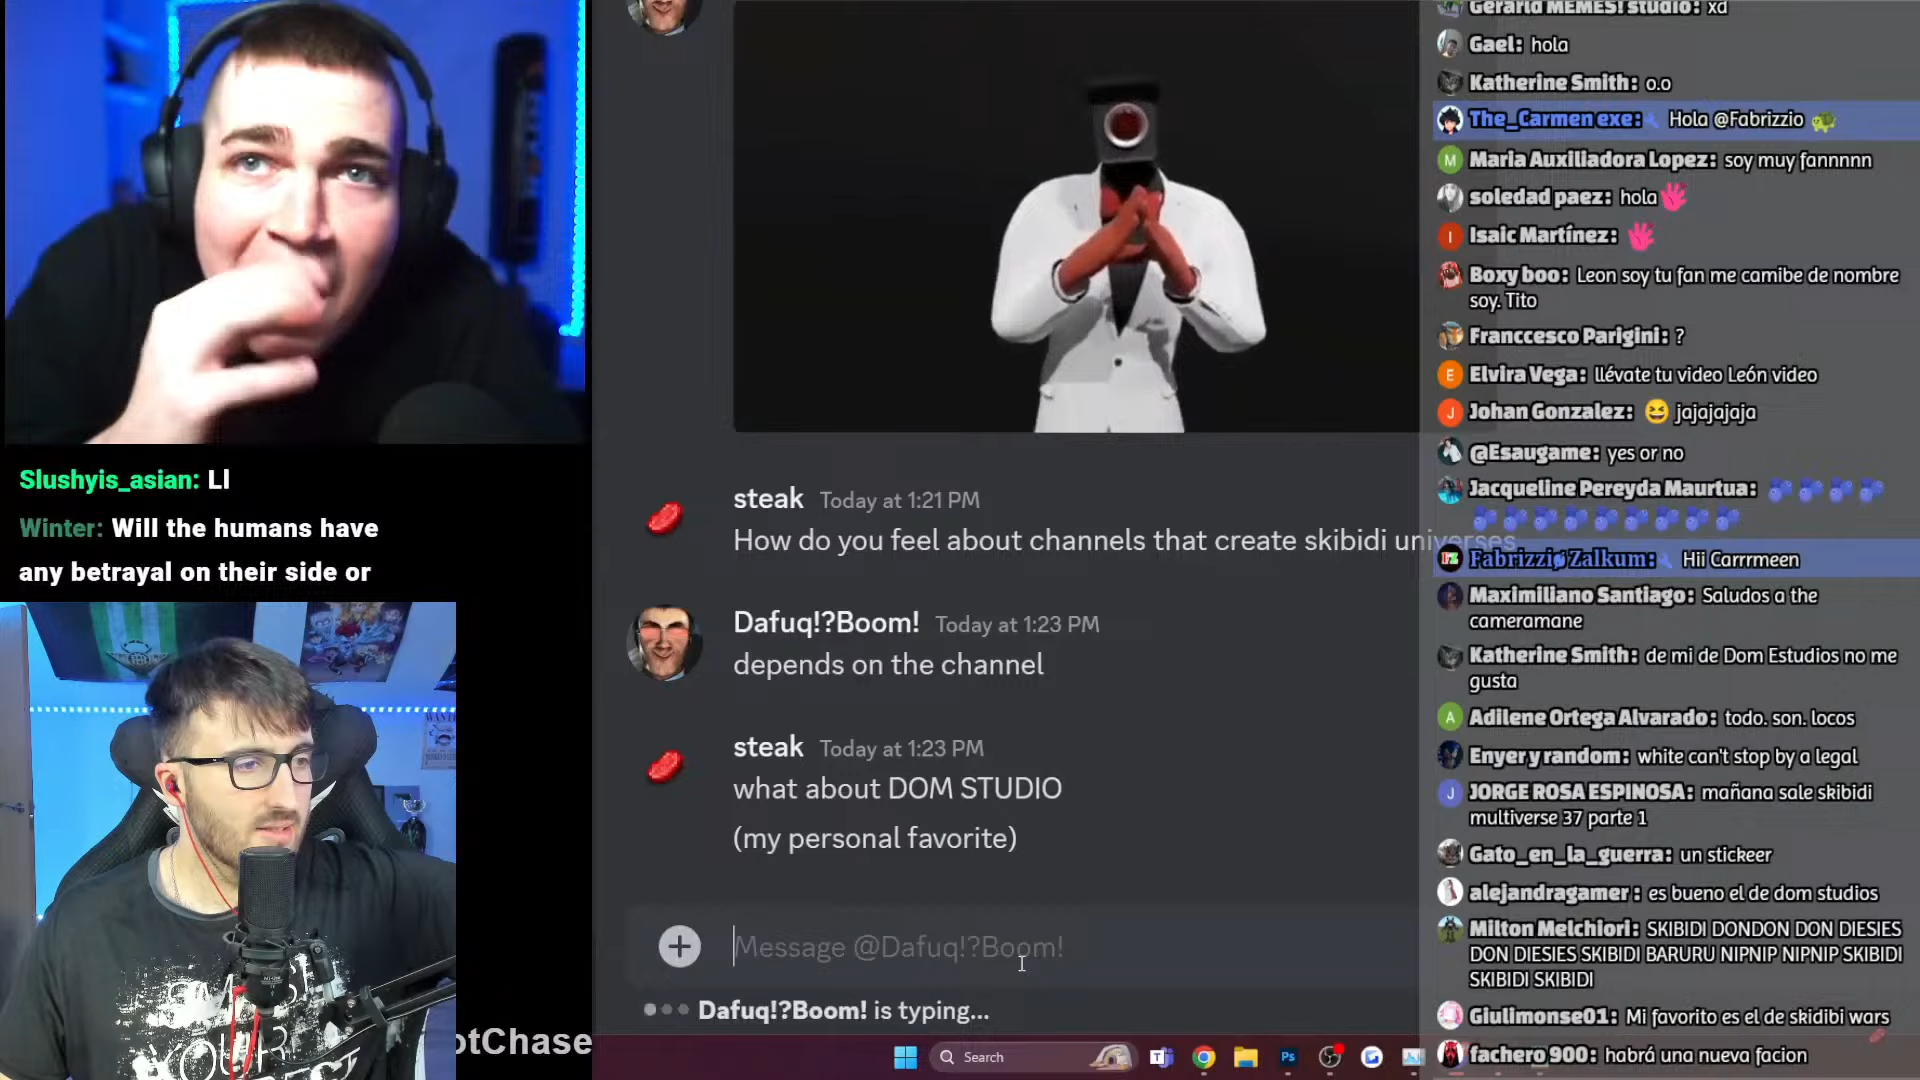 Slushyis_asian: Ll
Winter: Will the humans have
any betrayal on their side or
otChase
steak Today at 1:21 PM
How do you feel about channels that create skibidi universes
Dafuq!?Boom! Today at 1:23 PM
depends on the channel
steak Today at 1:23 PM
what about DOM STUDIO
(my personal favorite)
Message @Dafuq!?Boom!
Dafuq!?Boom! is typing...
Search
Gerarld MEMES! studio: xd
Gael: hola
Katherine Smith: o.o
The_Carmen exe: Hola @Fabrizzio
Maria Auxiliadora Lopez: soy muy fannnnn
soledad paez: hola
Isaic Martínez:
Boxy boo: Leon soy tu fan me camibe de nombre
soy. Tito
Franccesco Parigini: ?
Elvira Vega: llévate tu video León video
Johan Gonzalez: jajajajaja
@Esaugame: yes or no
Jacqueline Pereyda Maurtua:
FabrizziØ Zalkum: Hii Carrrmeen
Maximiliano Santiago: Saludos a the
cameramane
Katherine Smith: de mi de Dom Estudios no me
gusta
Adilene Ortega Alvarado: todo. son. locos
Enyer y random: white can't stop by a legal
JORGE ROSA ESPINOSA: mañana sale skibidi
multiverse 37 parte 1
Gato_en_la_guerra: un stickeer
alejandragamer: es bueno el de dom studios
Milton Melchiori: SKIBIDI DONDON DON DIESIES
DON DIESIES SKIBIDI BARURU NIPNIP NIPNIP SKIBIDI
SKIBIDI SKIBIDI
Giulimonse01: Mi favorito es el de skidibi wars
fachero 900: habrá una nueva facion